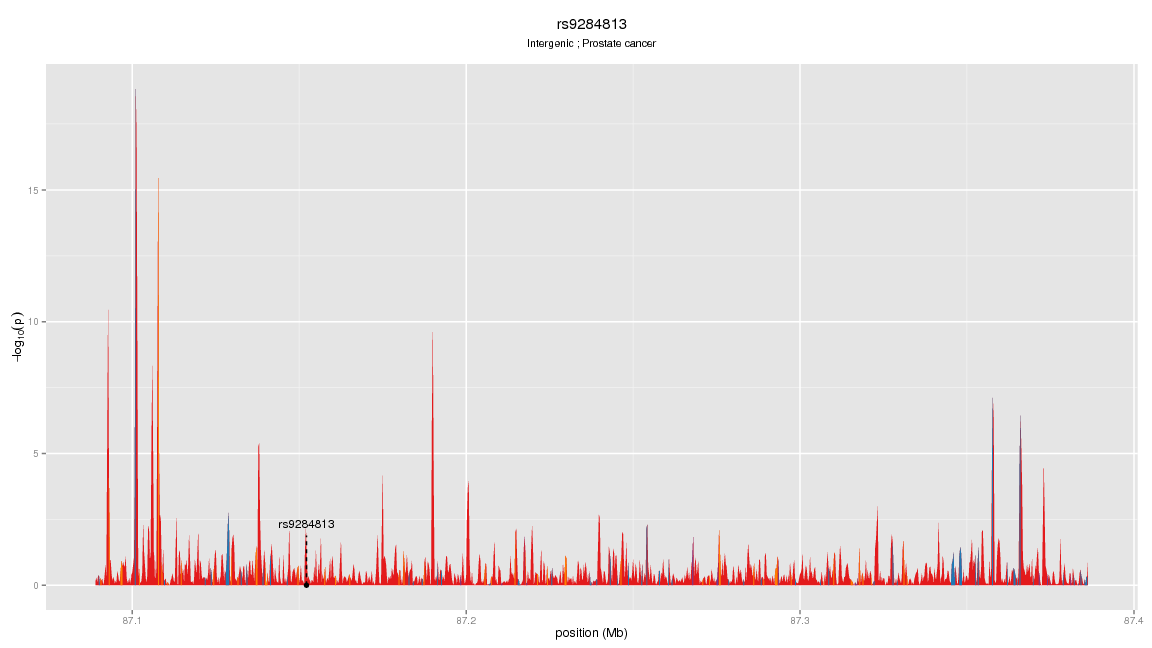 rs9284813
Intergenic ; Prostate cancer
15
10
5
0
−log10(p)
rs9284813
87.1
87.2
87.3
87.4
position (Mb)